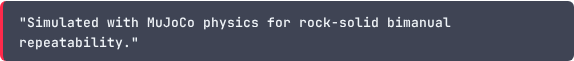 "Simulated with MuJoCo physics for rock-solid bimanual
repeatability."